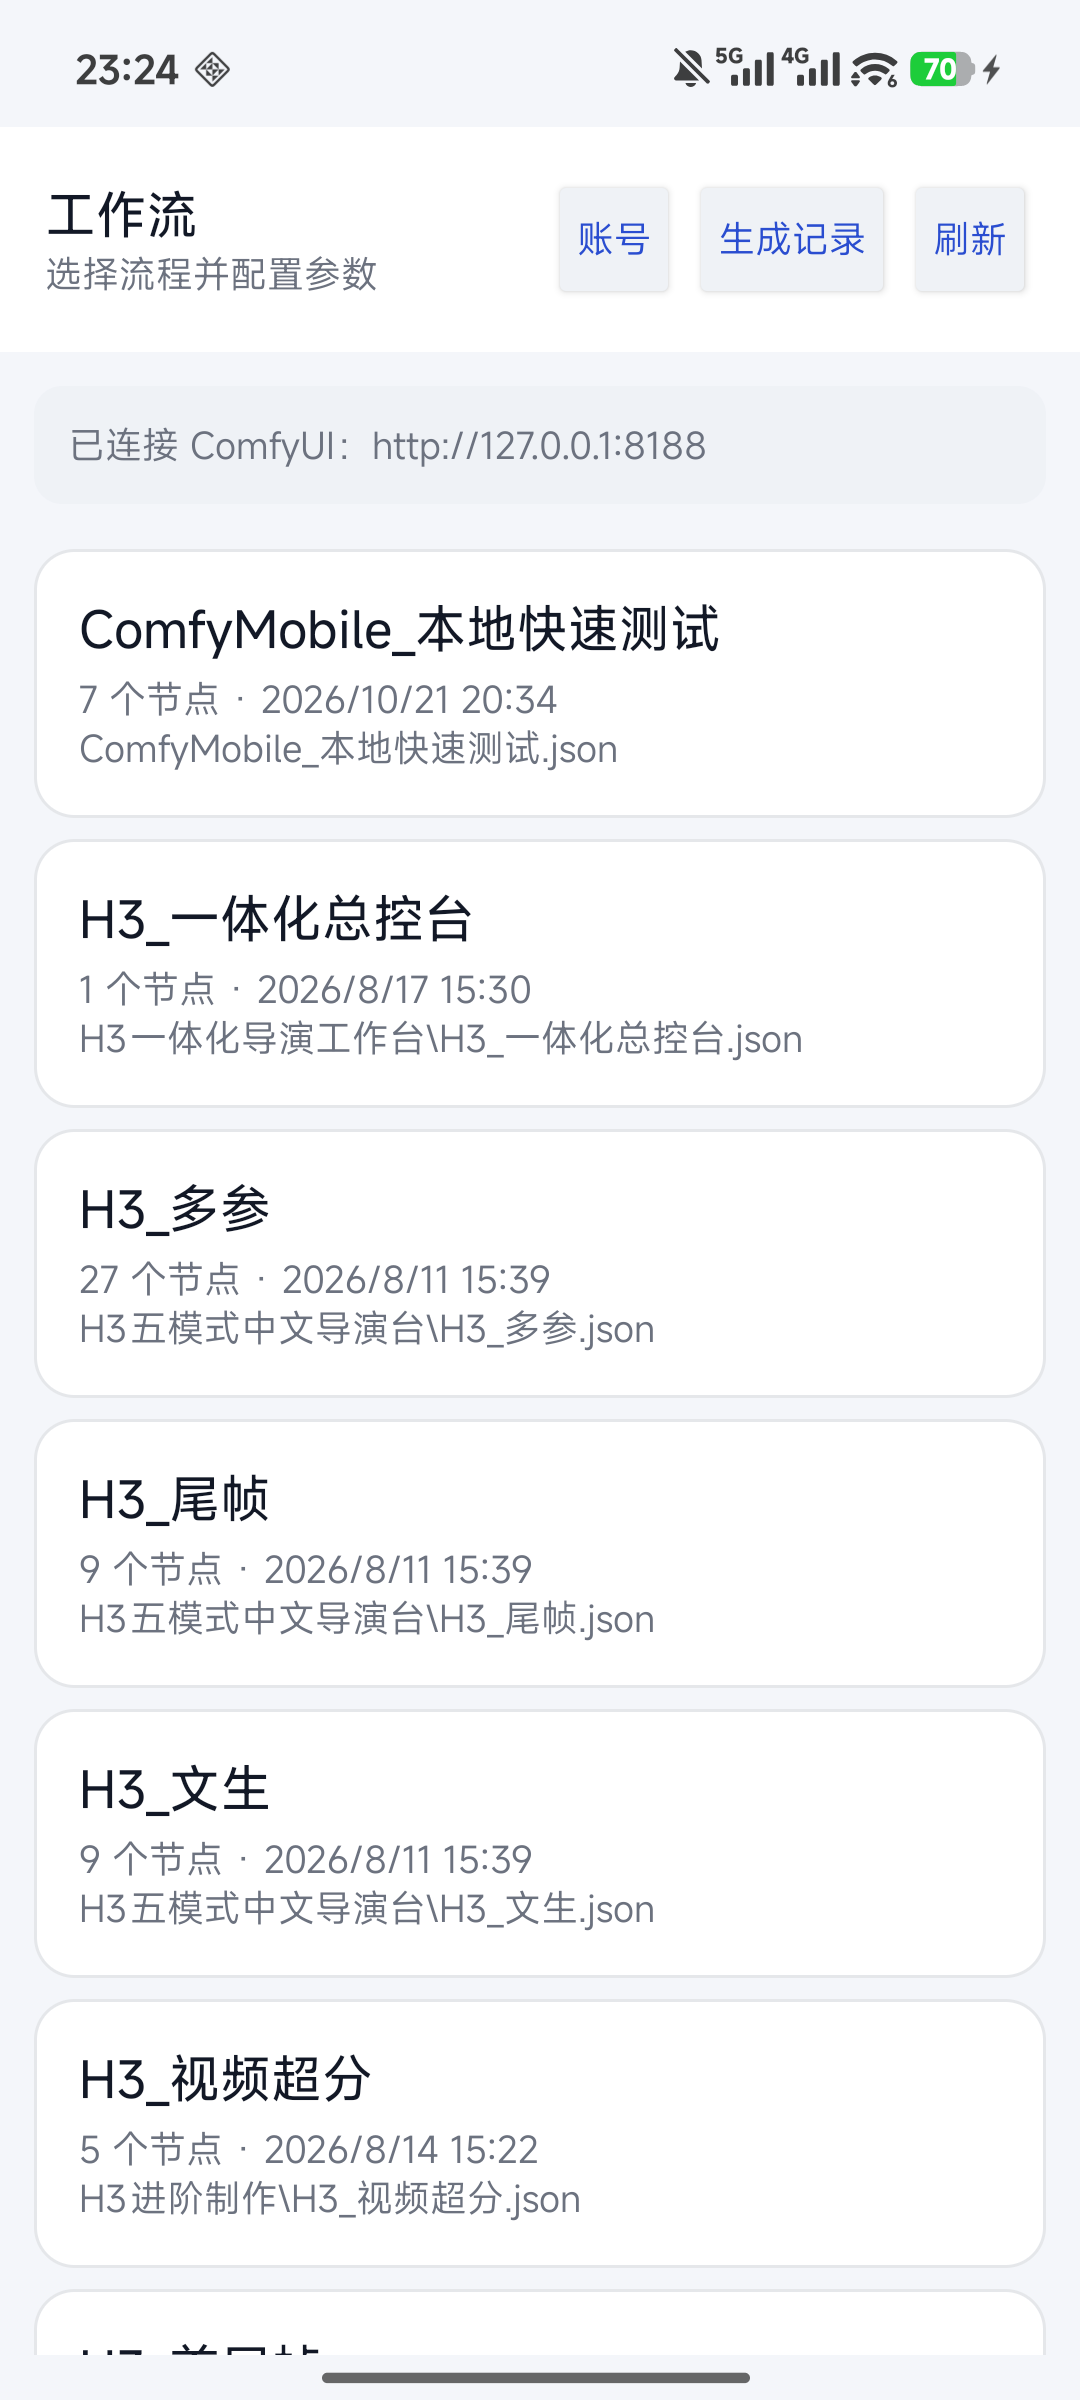 23:24
5G 4G 6 70
工作流
选择流程并配置参数
账号 生成记录 刷新
已连接 ComfyUI：http://127.0.0.1:8188
ComfyMobile_本地快速测试
7 个节点 · 2026/10/21 20:34
ComfyMobile_本地快速测试.json
H3_一体化总控台
1 个节点 · 2026/8/17 15:30
H3一体化导演工作台\H3_一体化总控台.json
H3_多参
27 个节点 · 2026/8/11 15:39
H3五模式中文导演台\H3_多参.json
H3_尾帧
9 个节点 · 2026/8/11 15:39
H3五模式中文导演台\H3_尾帧.json
H3_文生
9 个节点 · 2026/8/11 15:39
H3五模式中文导演台\H3_文生.json
H3_视频超分
5 个节点 · 2026/8/14 15:22
H3进阶制作\H3_视频超分.json